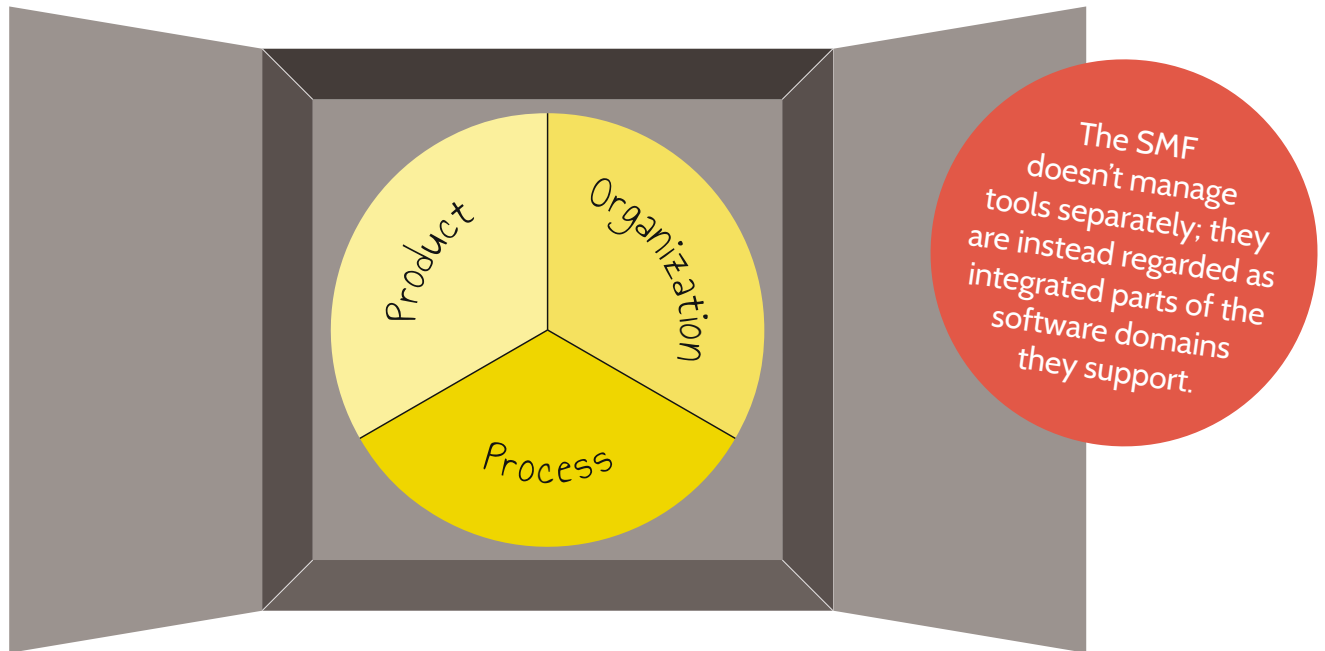 Product
Organization
Process
The SMF
doesn’t manage
tools separately; they
are instead regarded as
integrated parts of the
software domains
they support.